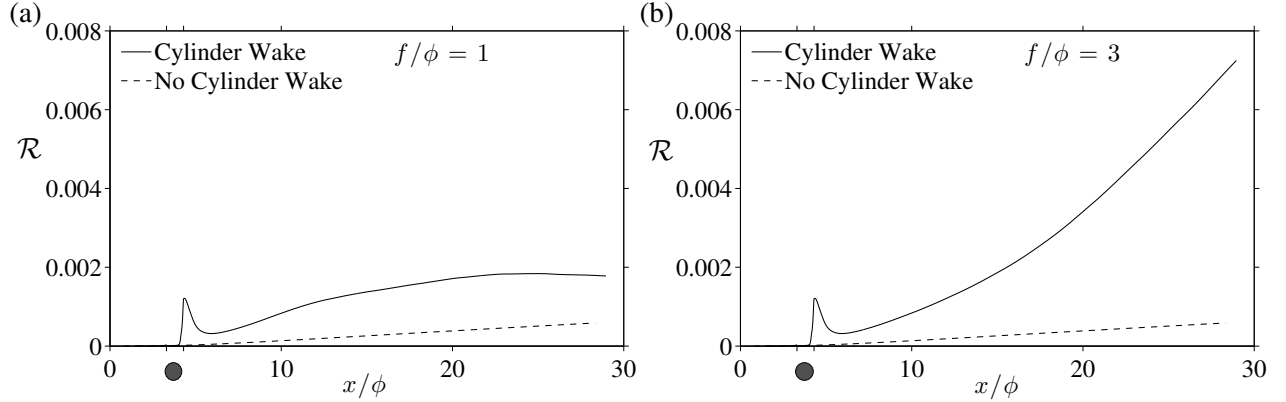 (a)
0.008
0.006
0.004
0.002
0
ℛ
Cylinder Wake
No Cylinder Wake
f/ϕ = 1
0
10
20
30
x/ϕ
(b)
0.008
0.006
0.004
0.002
0
ℛ
Cylinder Wake
No Cylinder Wake
f/ϕ = 3
0
10
20
30
x/ϕ